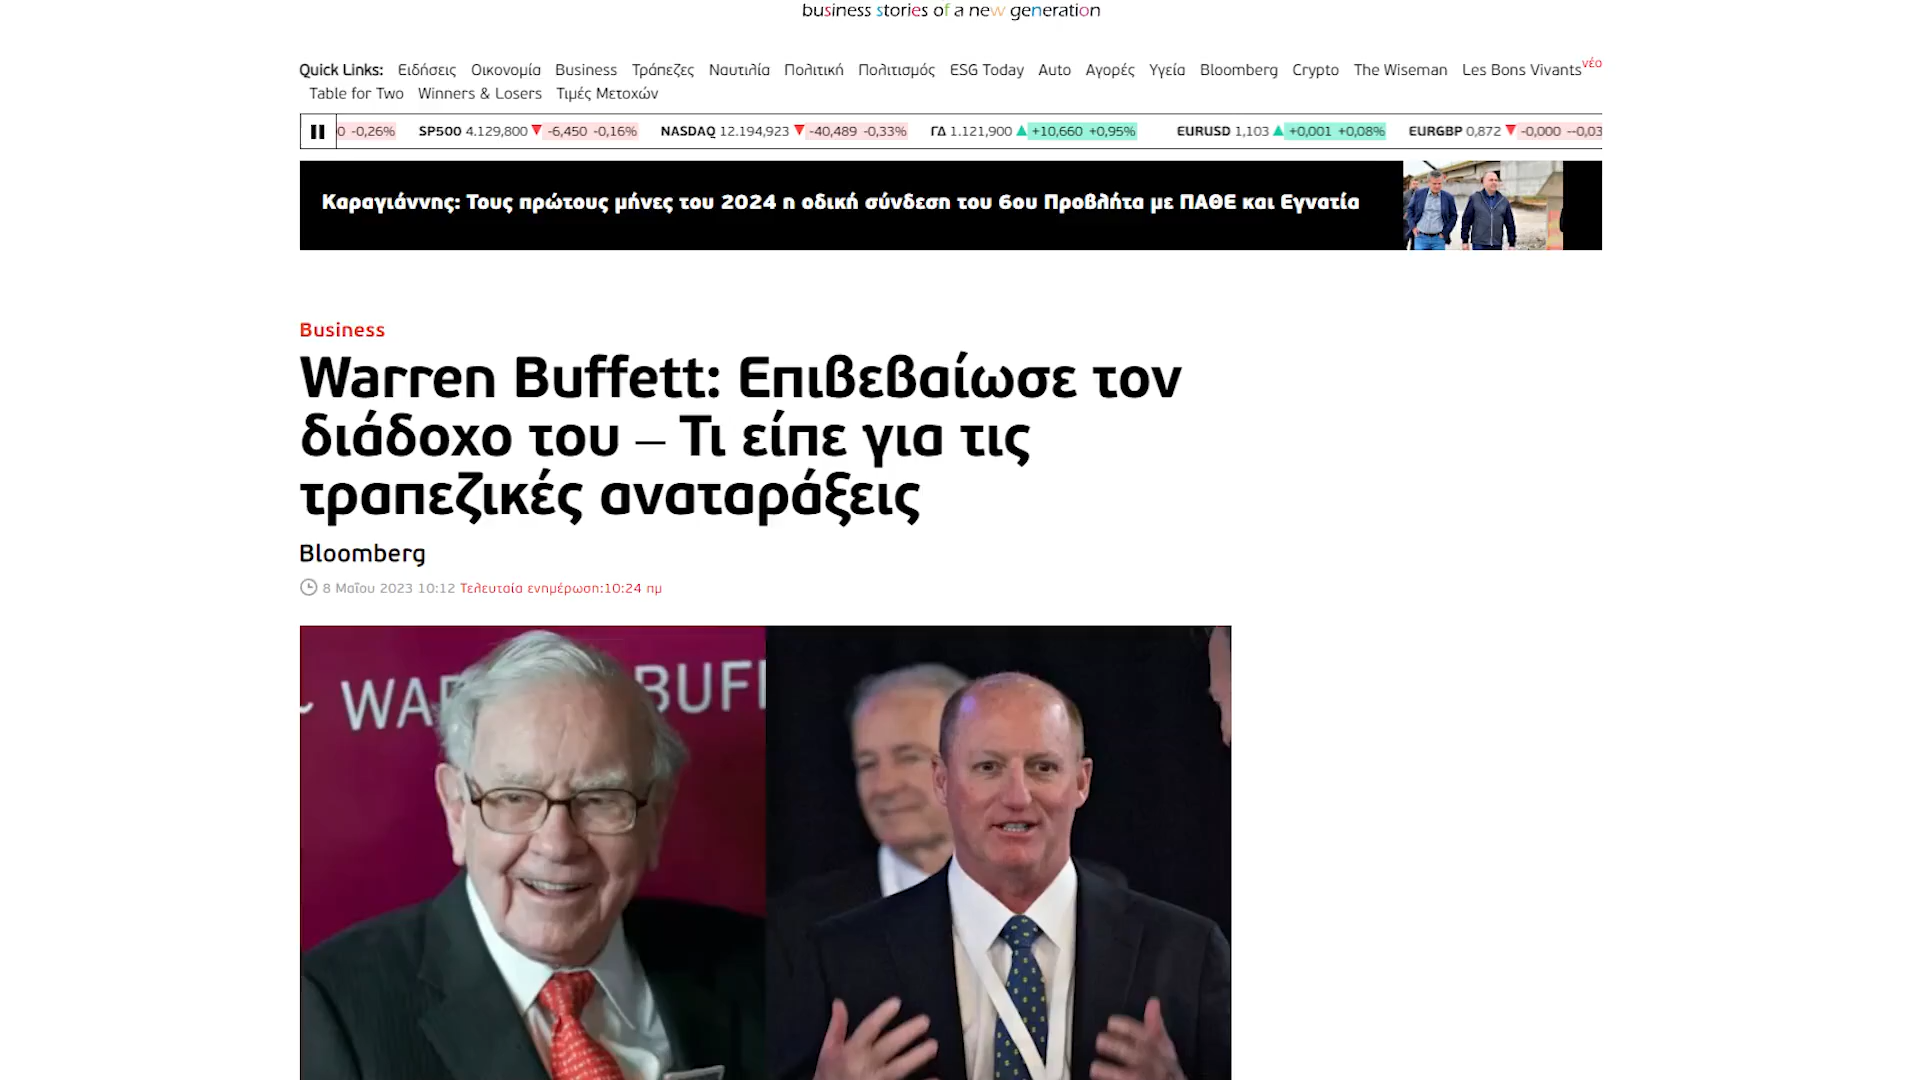 business stories of a new generation
Quick Links: Ειδήσεις Οικονομία Business Τράπεζες Ναυτιλία Πολιτική Πολιτισμός ESG Today Auto Αγορές Υγεία Bloomberg Crypto The Wiseman Les Bons Vivants νέο
Table for Two Winners & Losers Τιμές Μετοχών
0 -0,26% SP500 4.129,800 -6,450 -0,16% NASDAQ 12.194,923 -40,489 -0,33% ΓΔ 1.121,900 +10,660 +0,95% EURUSD 1,103 +0,001 +0,08% EURGBP 0,872 -0,000 --0,03
Καραγιάννης: Τους πρώτους μήνες του 2024 η οδική σύνδεση του 6ου Προβλήτα με ΠΑΘΕ και Εγνατία
Business
Warren Buffett: Επιβεβαίωσε τον
διάδοχο του – Τι είπε για τις
τραπεζικές αναταράξεις
Bloomberg
8 Μαΐου 2023 10:12 Τελευταία ενημέρωση:10:24 πμ
WAR BUFF